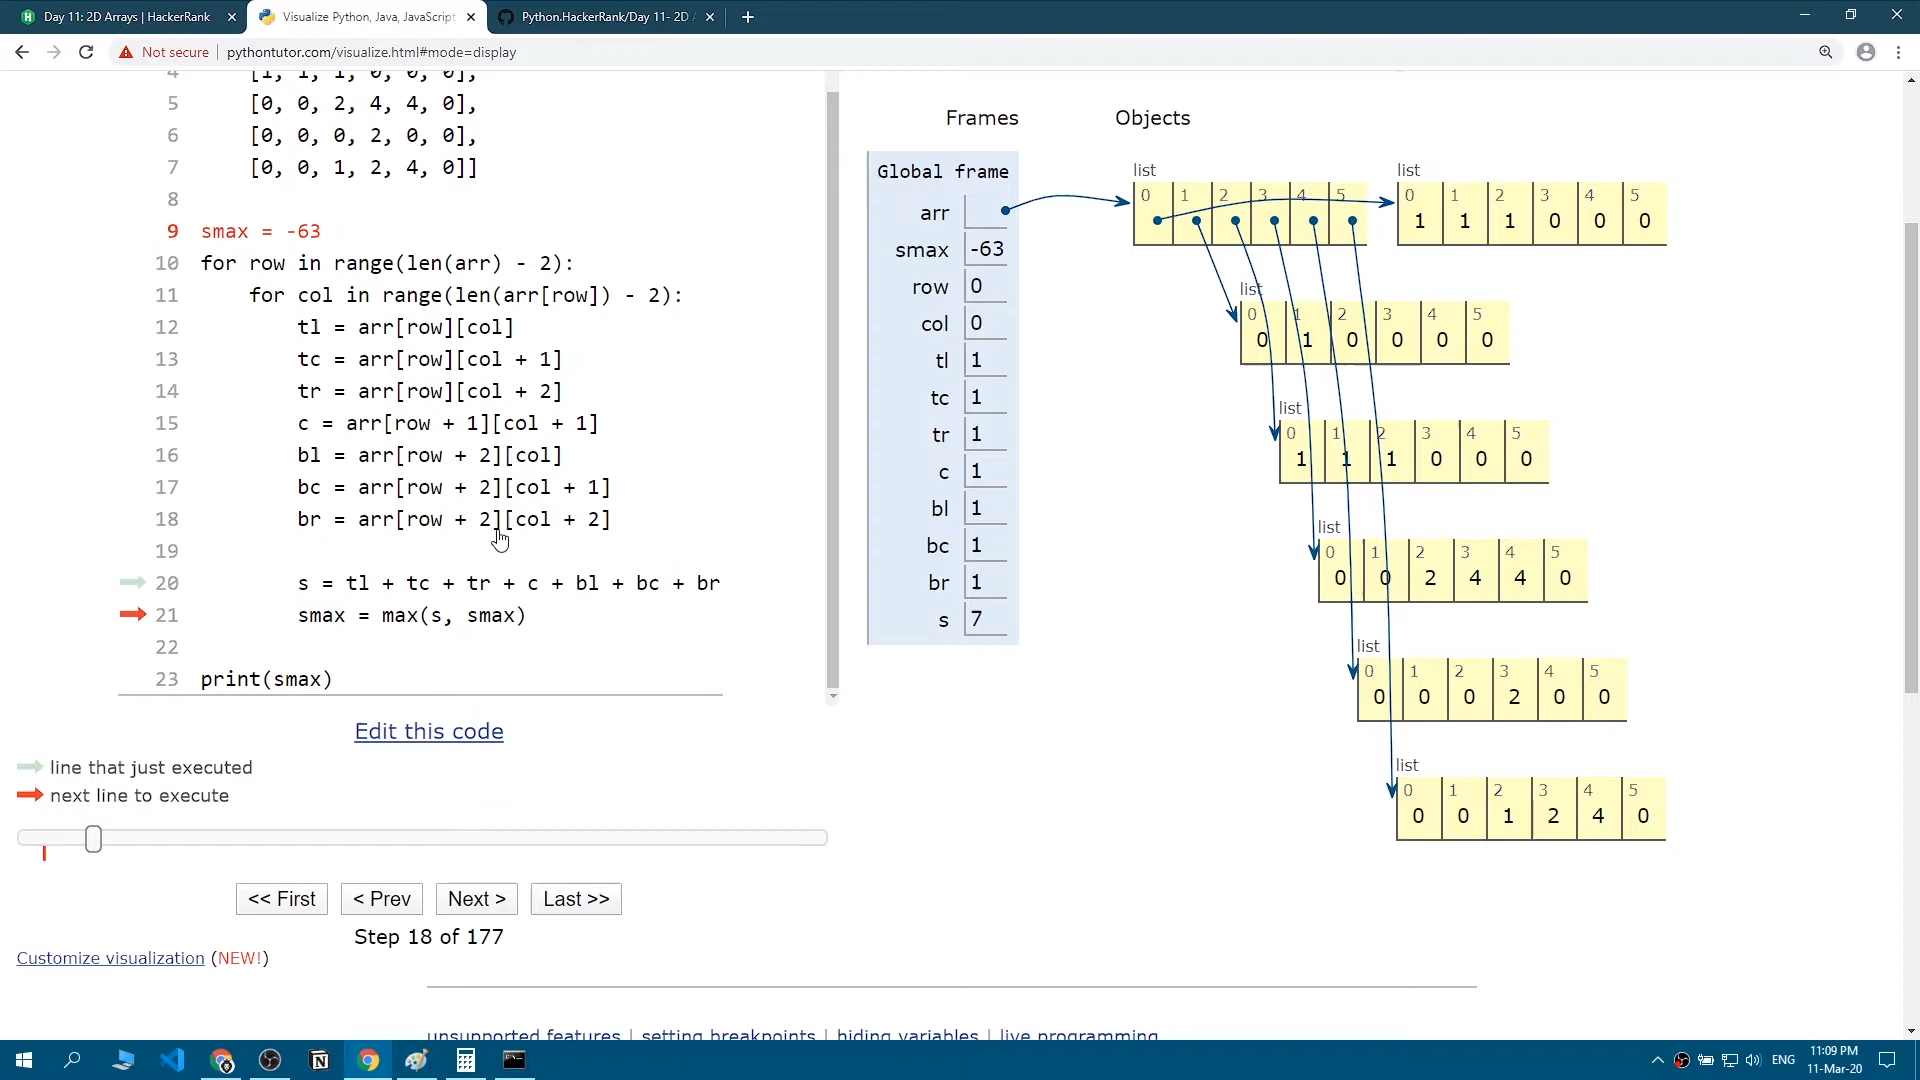 Day 11: 2D Arrays | HackerRank
Visualize Python, Java, JavaScript
Python.HackerRank/Day 11- 2D
Not secure
pythontutor.com/visualize.html#mode=display
4 [1, 1, 1, 0, 0, 0],
5 [0, 0, 2, 4, 4, 0],
6 [0, 0, 0, 2, 0, 0],
7 [0, 0, 1, 2, 4, 0]]
8
9 smax = -63
10 for row in range(len(arr) - 2):
11 for col in range(len(arr[row]) - 2):
12 tl = arr[row][col]
13 tc = arr[row][col + 1]
14 tr = arr[row][col + 2]
15 c = arr[row + 1][col + 1]
16 bl = arr[row + 2][col]
17 bc = arr[row + 2][col + 1]
18 br = arr[row + 2][col + 2]
19
20 s = tl + tc + tr + c + bl + bc + br
21 smax = max(s, smax)
22
23 print(smax)
Edit this code
line that just executed
next line to execute
<< First < Prev Next > Last >>
Step 18 of 177
Customize visualization (NEW!)
Frames Objects
Global frame
arr
smax -63
row 0
col 0
tl 1
tc 1
tr 1
c 1
bl 1
bc 1
br 1
s 7
list
0 1 2 3 4 5
list
0 1 2 3 4 5
1 1 1 0 0 0
list
0 1 2 3 4 5
0 1 0 0 0 0
list
0 1 2 3 4 5
1 1 1 0 0 0
list
0 1 2 3 4 5
0 0 2 4 4 0
list
0 1 2 3 4 5
0 0 0 2 0 0
list
0 1 2 3 4 5
0 0 1 2 4 0
unsupported features | setting breakpoints | hiding variables | live programming
ENG
11:09 PM
11-Mar-20